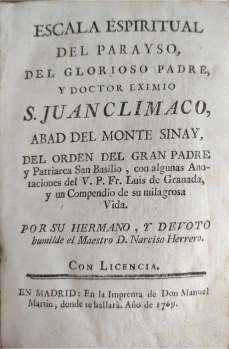 ESCALA ESPIRITUAL
DEL PARAYSO,
DEL GLORIOSO PADRE,
Y DOCTOR EXIMIO
S. JUAN CLIMACO,
ABAD DEL MONTE SINAY,
DEL ORDEN DEL GRAN PADRE
y Patriarca San Basilio, con algunas Ano-
taciones del V. P. Fr. Luis de Granada,
y un Compendio de su milagrosa
Vida.
POR SU HERMANO, Y DEVOTO
humilde el Maestro D. Narciso Herrero.
CON LICENCIA.
EN MADRID: En la Imprenta de Don Manuel
Martin, donde se hallarà. Año de 1769.